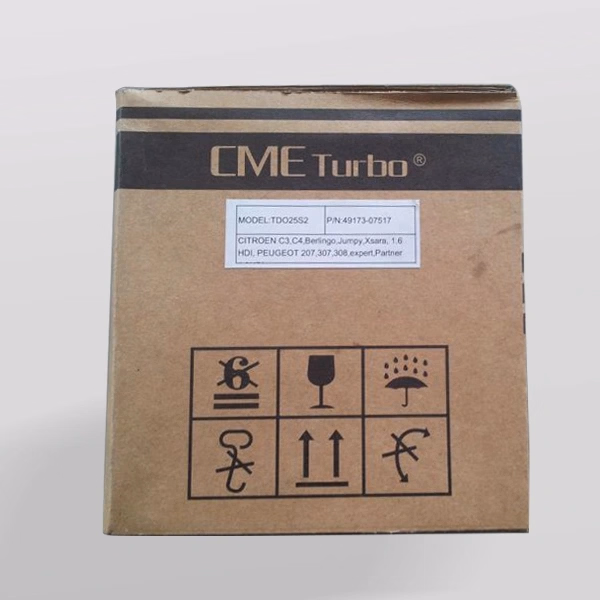 CME Turbo®
MODEL:TDO25S2 P/N:49173-07517
CITROEN C3,C4,Berlingo,Jumpy,Xsara, 1.6
HDI, PEUGEOT 207,307,308,expert,Partner
6